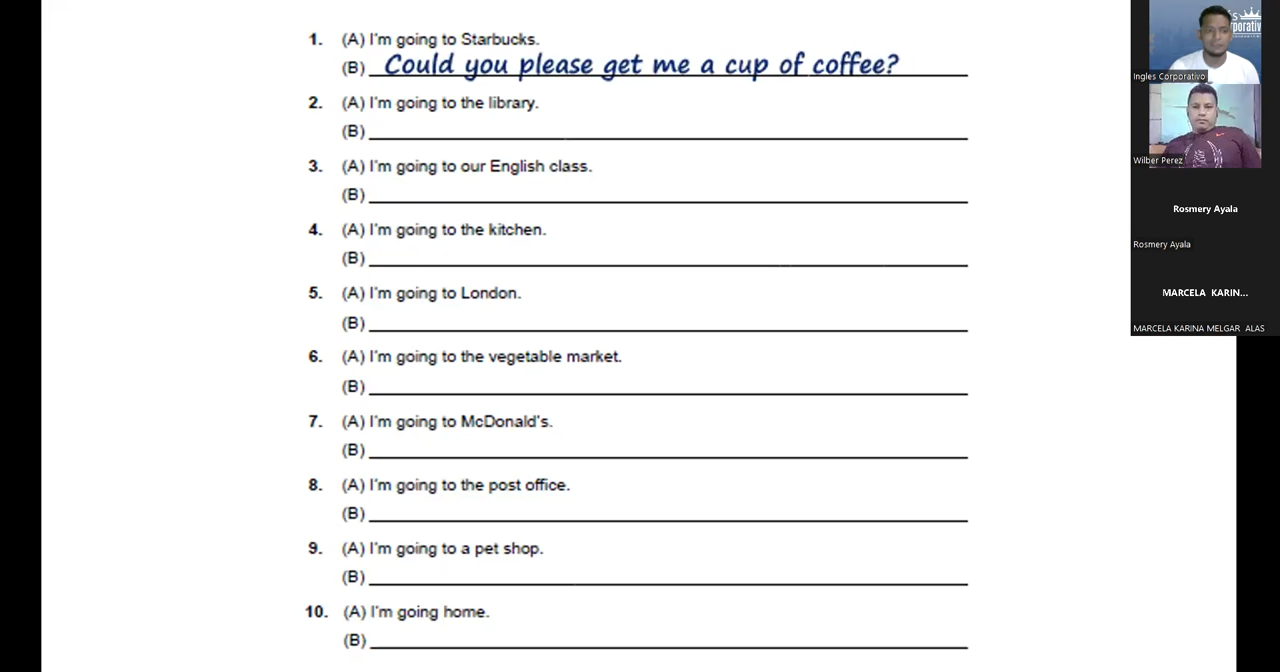 1. (A) I'm going to Starbucks.
(B) Could you please get me a cup of coffee?
2. (A) I'm going to the library.
(B)
3. (A) I'm going to our English class.
(B)
4. (A) I'm going to the kitchen.
(B)
5. (A) I'm going to London.
(B)
6. (A) I'm going to the vegetable market.
(B)
7. (A) I'm going to McDonald's.
(B)
8. (A) I'm going to the post office.
(B)
9. (A) I'm going to a pet shop.
(B)
10. (A) I'm going home.
(B)
Ingles Corporativo
Wilber Perez
Rosmery Ayala
Rosmery Ayala
MARCELA KARIN...
MARCELA KARINA MELGAR ALAS